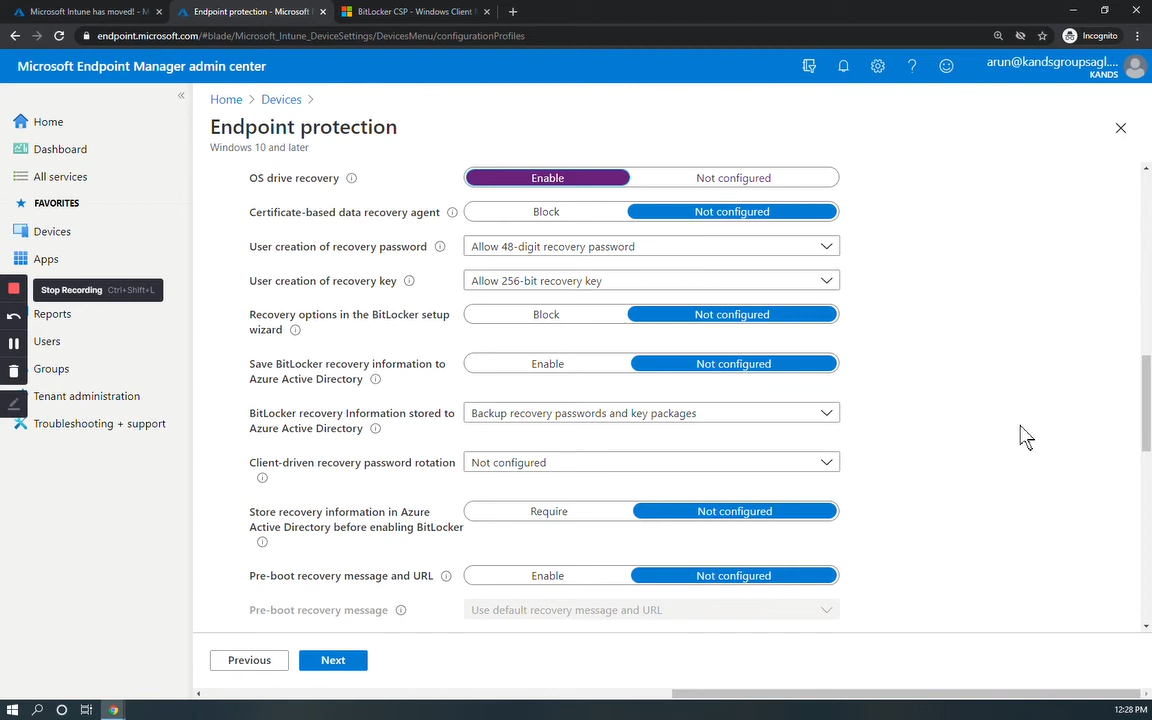 Microsoft Intune has moved! - M
Endpoint protection - Microsoft
BitLocker CSP - Windows Client
endpoint.microsoft.com/#blade/Microsoft_Intune_DeviceSettings/DevicesMenu/configurationProfiles
Incognito
Microsoft Endpoint Manager admin center
arun@kandsgroupsagl....
KANDS
Home
Dashboard
All services
FAVORITES
Devices
Apps
Stop Recording Ctrl+Shift+L
Reports
Users
Groups
Tenant administration
Troubleshooting + support
Home > Devices >
Endpoint protection
Windows 10 and later
OS drive recovery
Enable
Not configured
Certificate-based data recovery agent
Block
Not configured
User creation of recovery password
Allow 48-digit recovery password
User creation of recovery key
Allow 256-bit recovery key
Recovery options in the BitLocker setup
wizard
Block
Not configured
Save BitLocker recovery information to
Azure Active Directory
Enable
Not configured
BitLocker recovery Information stored to
Azure Active Directory
Backup recovery passwords and key packages
Client-driven recovery password rotation
Not configured
Store recovery information in Azure
Active Directory before enabling BitLocker
Require
Not configured
Pre-boot recovery message and URL
Enable
Not configured
Pre-boot recovery message
Use default recovery message and URL
Previous
Next
12:28 PM